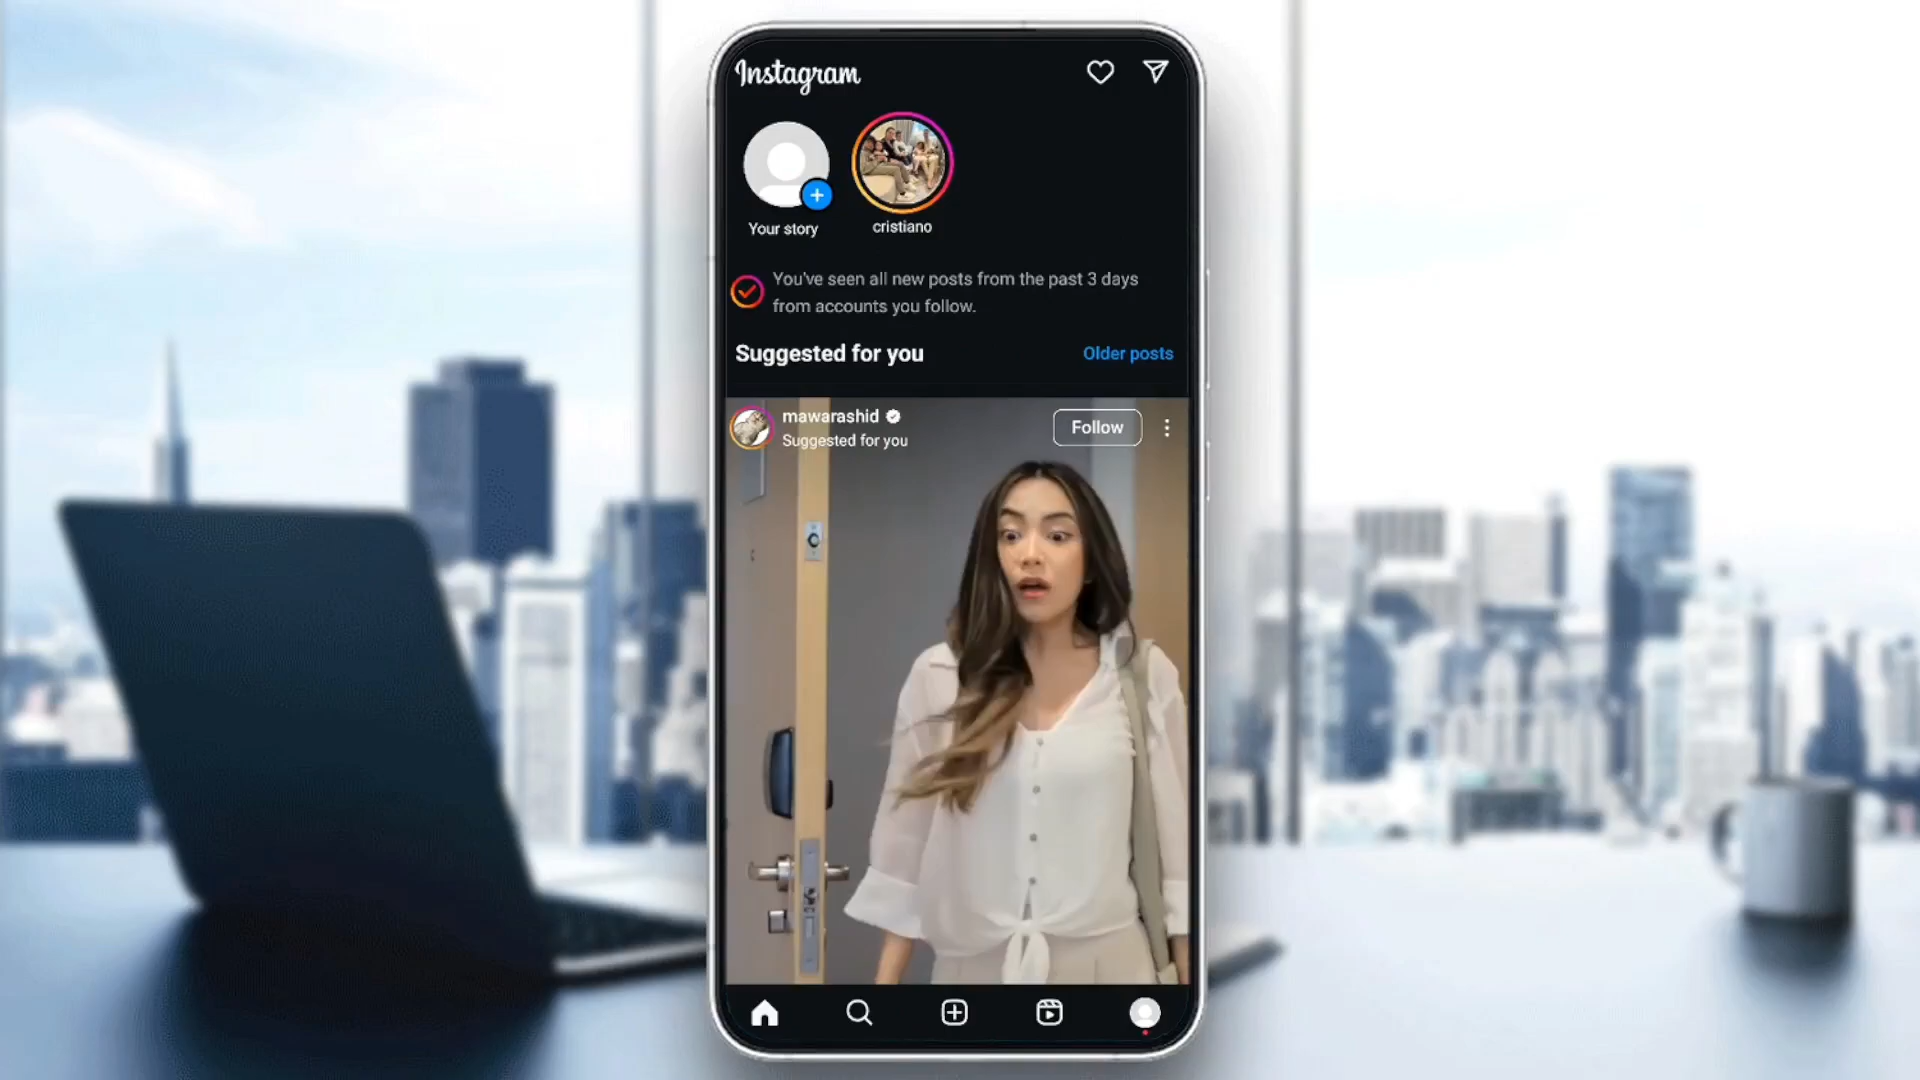 Instagram
Your story
cristiano
You've seen all new posts from the past 3 days
from accounts you follow.
Suggested for you
Older posts
mawarashid
Suggested for you
Follow